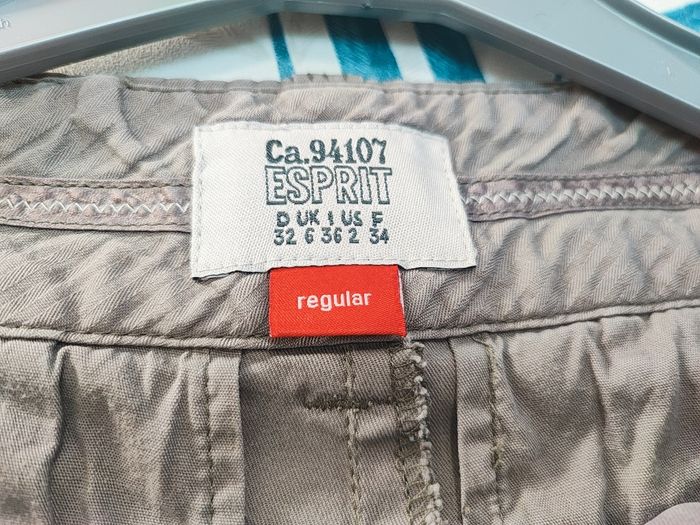 Ca.94107
ESPRIT
D UK I US F
32 6 36 2 34
regular